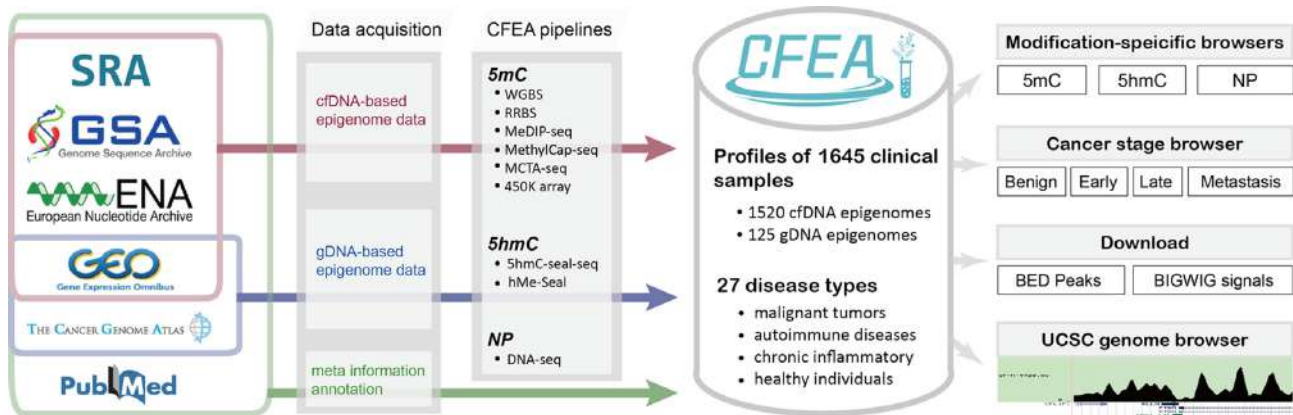 SRA
GSA
Genome Sequence Archive
ENA
European Nucleotide Archive
GEO
Gene Expression Omnibus
THE CANCER GENOME ATLAS
PubMed
Data acquisition
cfDNA-based
epigenome data
gDNA-based
epigenome data
meta information
annotation
CFEA pipelines
5mC
• WGBS
• RRBS
• MeDIP-seq
• MethylCap-seq
• MCTA-seq
• 450K array
5hmC
• 5hmC-seal-seq
• hMe-Seal
NP
• DNA-seq
CFEA
Profiles of 1645 clinical
samples
• 1520 cfDNA epigenomes
• 125 gDNA epigenomes
27 disease types
• malignant tumors
• autoimmune diseases
• chronic inflammatory
• healthy individuals
Modification-speicific browsers
5mC 5hmC NP
Cancer stage browser
Benign Early Late Metastasis
Download
BED Peaks BIGWIG signals
UCSC genome browser